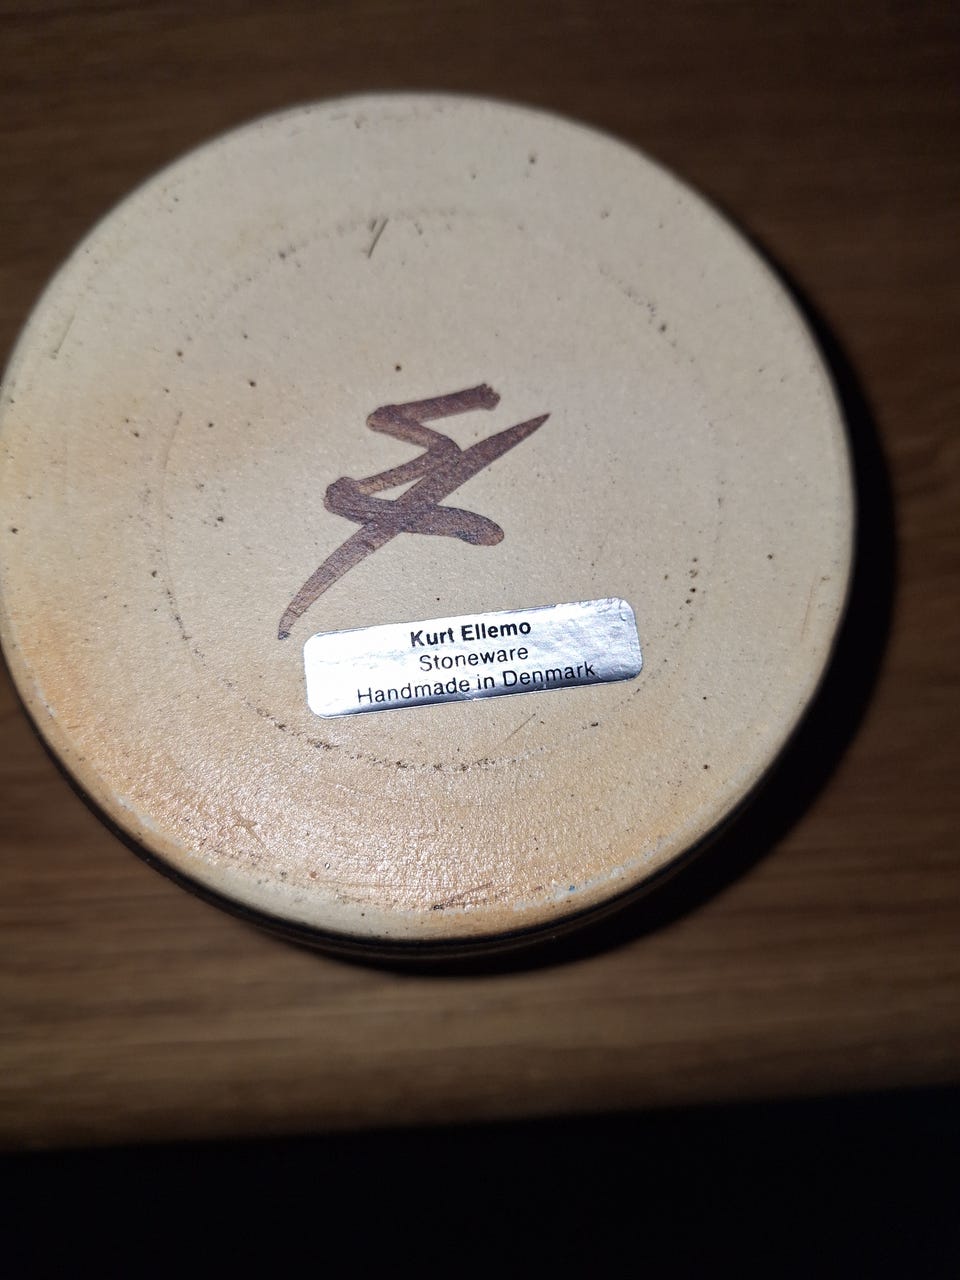 Kurt Ellemo
Stoneware
Handmade in Denmark